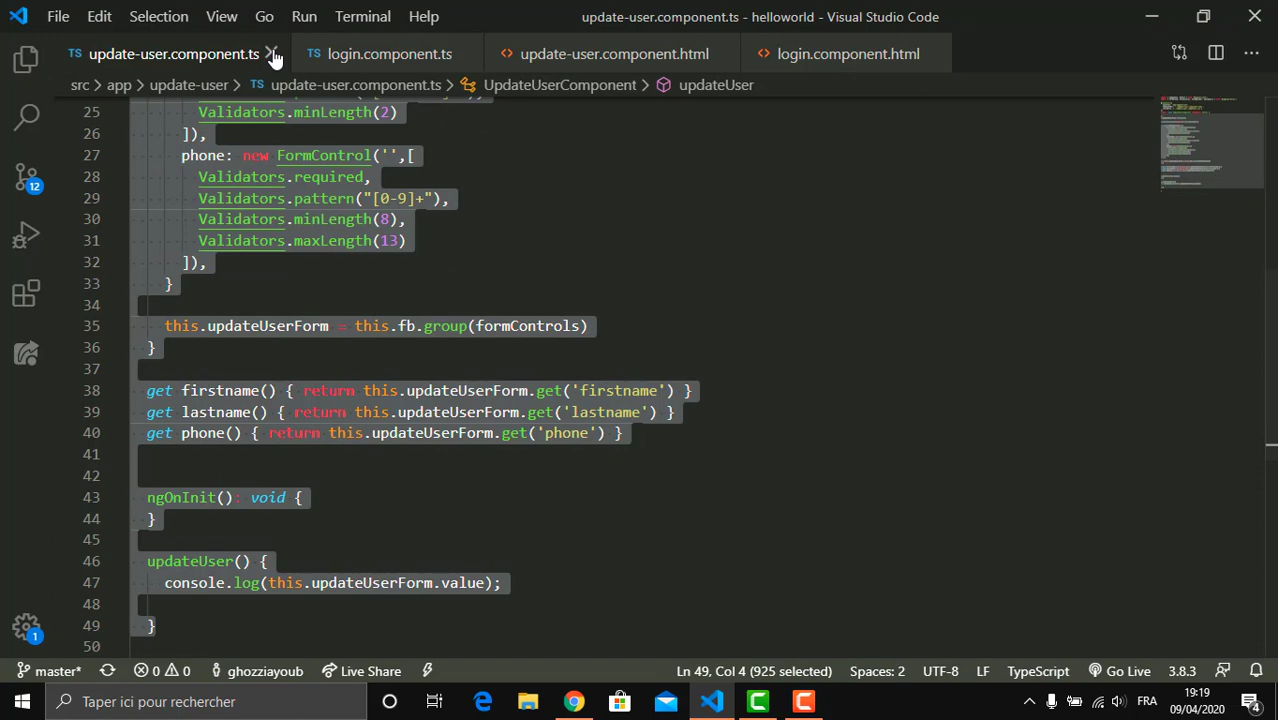 File Edit Selection View Go Run Terminal Help update-user.component.ts - helloworld - Visual Studio Code
TS update-user.component.ts TS login.component.ts <> update-user.component.html <> login.component.html
src > app > update-user > TS update-user.component.ts > UpdateUserComponent > updateUser
25 Validators.minLength(2)
26 ]),
27 phone: new FormControl('',[
28 Validators.required,
29 Validators.pattern("[0-9]+"),
30 Validators.minLength(8),
31 Validators.maxLength(13)
32 ]),
33 }
34
35 this.updateUserForm = this.fb.group(formControls)
36 }
37
38 get firstname() { return this.updateUserForm.get('firstname') }
39 get lastname() { return this.updateUserForm.get('lastname') }
40 get phone() { return this.updateUserForm.get('phone') }
41
42
43 ngOnInit(): void {
44 }
45
46 updateUser() {
47 console.log(this.updateUserForm.value);
48
49 }
50
12
1
master* 0 0 ghozziayoub Live Share Ln 49, Col 4 (925 selected) Spaces: 2 UTF-8 LF TypeScript Go Live 3.8.3
Taper ici pour rechercher FRA 19:19
09/04/2020 4